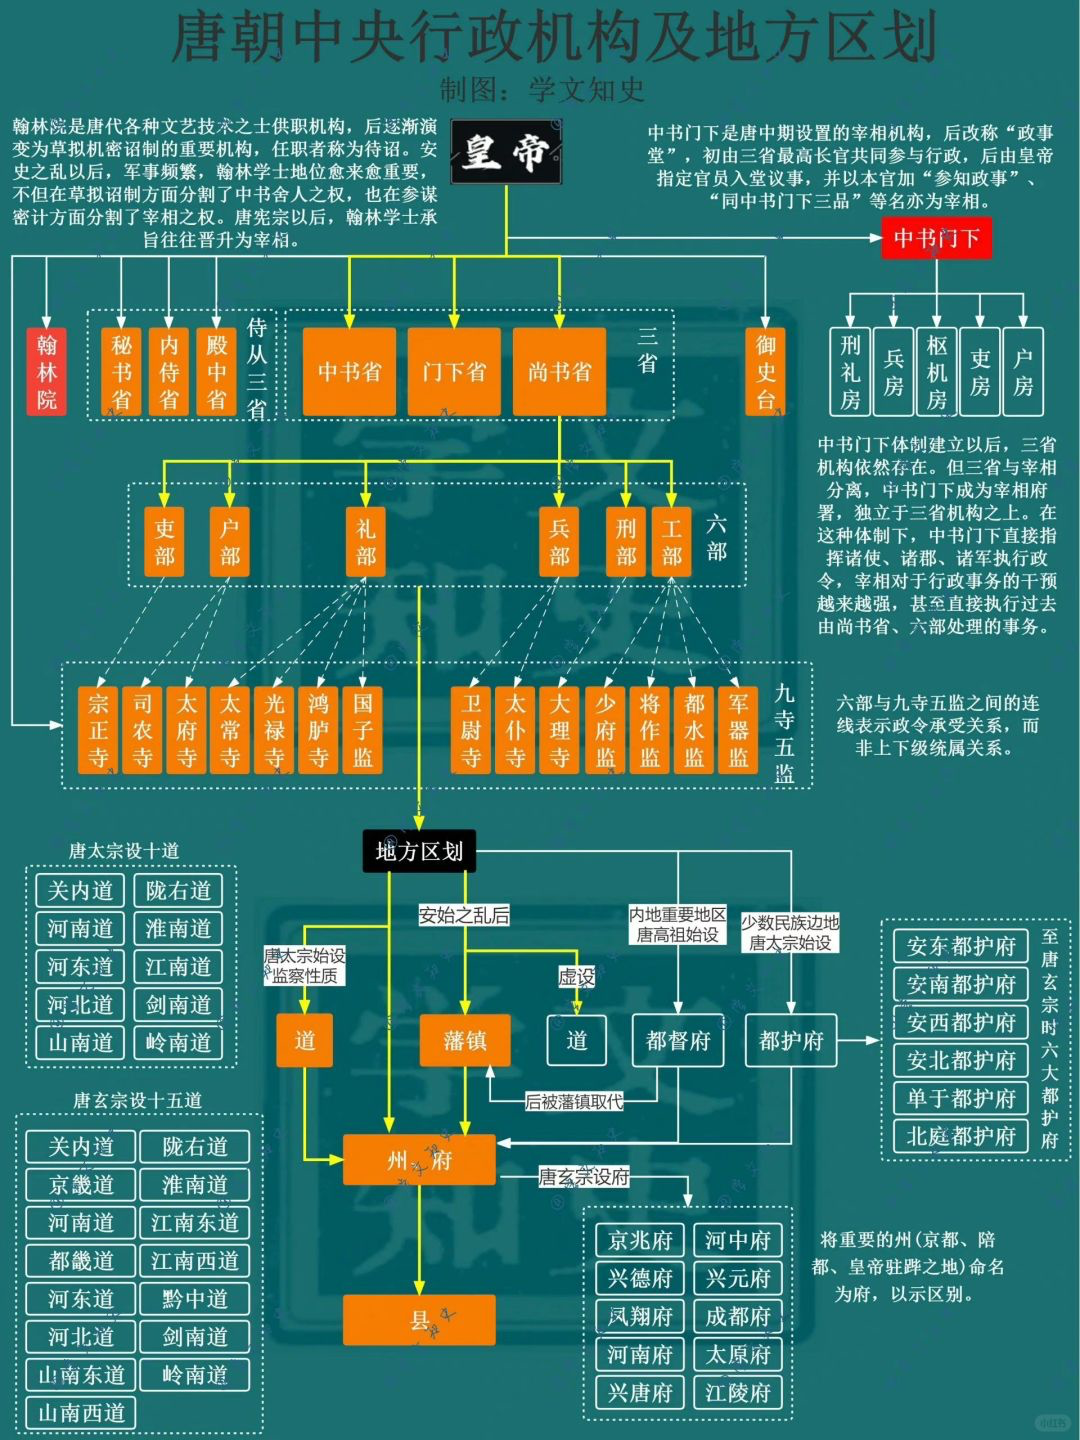 唐朝中央行政机构及地方区划
制图：学文知史
翰林院是唐代各种文艺技术之士供职机构，后逐渐演
变为草拟机密诏制的重要机构，任职者称为待诏。安
史之乱以后，军事频繁，翰林学士地位愈来愈重要，
不但在草拟诏制方面分割了中书舍人之权，也在参谋
密计方面分割了宰相之权。唐宪宗以后，翰林学士承
旨往往晋升为宰相。
皇帝
中书门下是唐中期设置的宰相机构，后改称“政事
堂”，初由三省最高长官共同参与行政，后由皇帝
指定官员入堂议事，并以本官加“参知政事”、
“同中书门下三品”等名亦为宰相。
中书门下
翰林院
秘书省
内侍省
殿中省
侍从三省
中书省
门下省
尚书省
三省
御史台
刑礼房
兵房
枢机房
吏房
户房
中书门下体制建立以后，三省
机构依然存在。但三省与宰相
分离，中书门下成为宰相府
署，独立于三省机构之上。在
这种体制下，中书门下直接指
挥诸使、诸郡、诸军执行政
令，宰相对于行政事务的干预
越来越强，甚至直接执行过去
由尚书省、六部处理的事务。
吏部
户部
礼部
兵部
刑部
工部
六部
宗正寺
司农寺
太府寺
太常寺
光禄寺
鸿胪寺
国子监
卫尉寺
太仆寺
大理寺
少府监
将作监
都水监
军器监
九寺五监
六部与九寺五监之间的连
线表示政令承受关系，而
非上下级统属关系。
地方区划
唐太宗设十道
关内道
陇右道
河南道
淮南道
河东道
江南道
河北道
剑南道
山南道
岭南道
安始之乱后
内地重要地区
唐高祖始设
少数民族边地
唐太宗始设
唐太宗始设
监察性质
虚设
道
藩镇
道
都督府
都护府
安东都护府
安南都护府
安西都护府
安北都护府
单于都护府
北庭都护府
至唐玄宗时六大都护府
后被藩镇取代
唐玄宗设十五道
关内道
陇右道
京畿道
淮南道
河南道
江南东道
都畿道
江南西道
河东道
黔中道
河北道
剑南道
山南东道
岭南道
山南西道
州 府
唐玄宗设府
京兆府
河中府
兴德府
兴元府
凤翔府
成都府
河南府
太原府
兴唐府
江陵府
将重要的州(京都、陪
都、皇帝驻跸之地)命名
为府，以示区别。
县
学文
知史
学文
知史
小红书